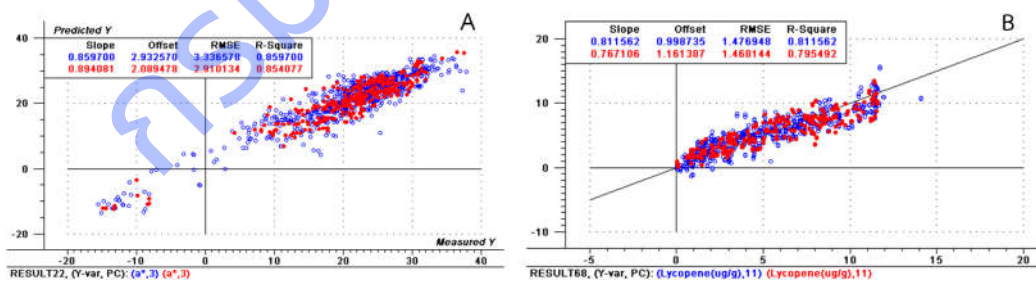 A
Predicted Y
Slope Offset RMSE R-Square
0.859700 2.932570 3.336578 0.859700
0.894081 2.089478 2.910134 0.854077
40
20
0
-20
-20 -10 0 10 20 30 40
Measured Y
RESULT22, (Y-var, PC): (a*,3) (a*,3)
B
Slope Offset RMSE R-Square
0.811562 0.998735 1.476948 0.811562
0.767106 1.161387 1.468144 0.795492
20
10
0
-10
-5 0 5 10 15 20
RESULT68, (Y-var, PC): (Lycopene(ug/g),11) (Lycopene(ug/g),11)